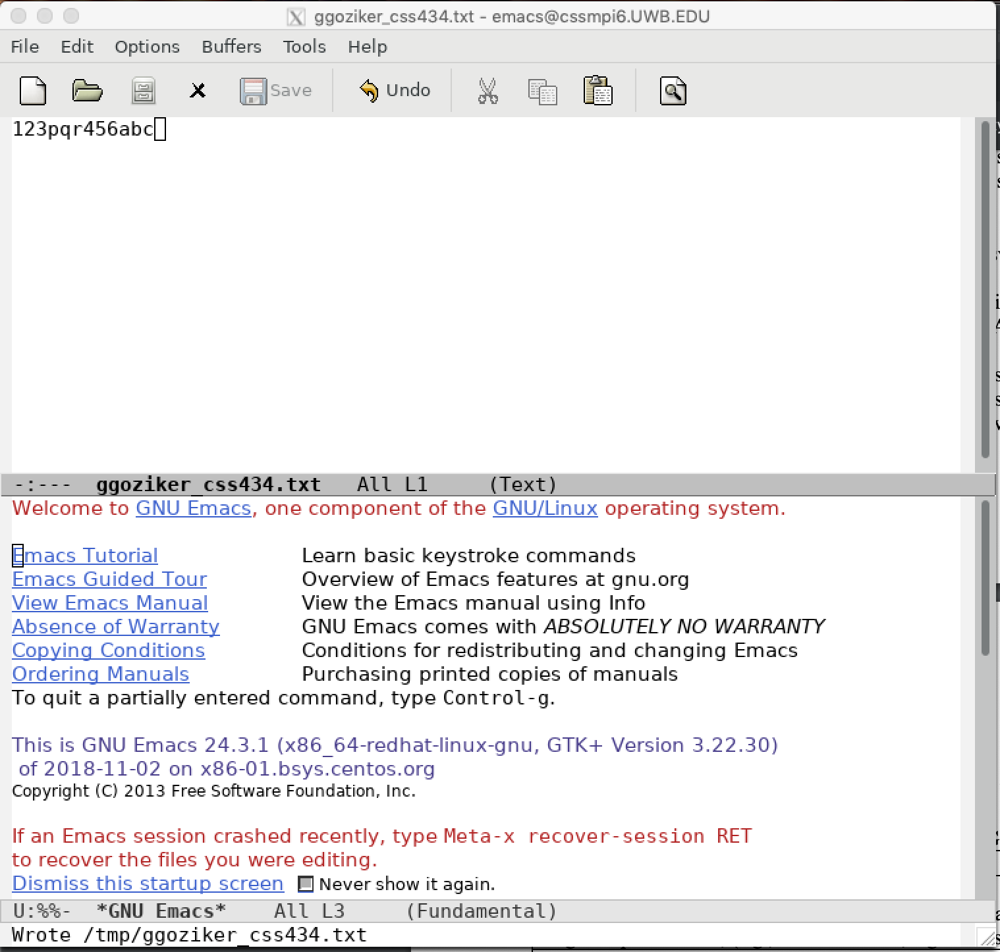 ggoziker_css434.txt - emacs@cssmpi6.UWB.EDU
File Edit Options Buffers Tools Help
Save Undo
123pqr456abc
-:--- ggoziker_css434.txt All L1 (Text)
Welcome to GNU Emacs, one component of the GNU/Linux operating system.
Emacs Tutorial Learn basic keystroke commands
Emacs Guided Tour Overview of Emacs features at gnu.org
View Emacs Manual View the Emacs manual using Info
Absence of Warranty GNU Emacs comes with ABSOLUTELY NO WARRANTY
Copying Conditions Conditions for redistributing and changing Emacs
Ordering Manuals Purchasing printed copies of manuals
To quit a partially entered command, type Control-g.
This is GNU Emacs 24.3.1 (x86_64-redhat-linux-gnu, GTK+ Version 3.22.30)
of 2018-11-02 on x86-01.bsys.centos.org
Copyright (C) 2013 Free Software Foundation, Inc.
If an Emacs session crashed recently, type Meta-x recover-session RET
to recover the files you were editing.
Dismiss this startup screen Never show it again.
U:%%- *GNU Emacs* All L3 (Fundamental)
Wrote /tmp/ggoziker_css434.txt